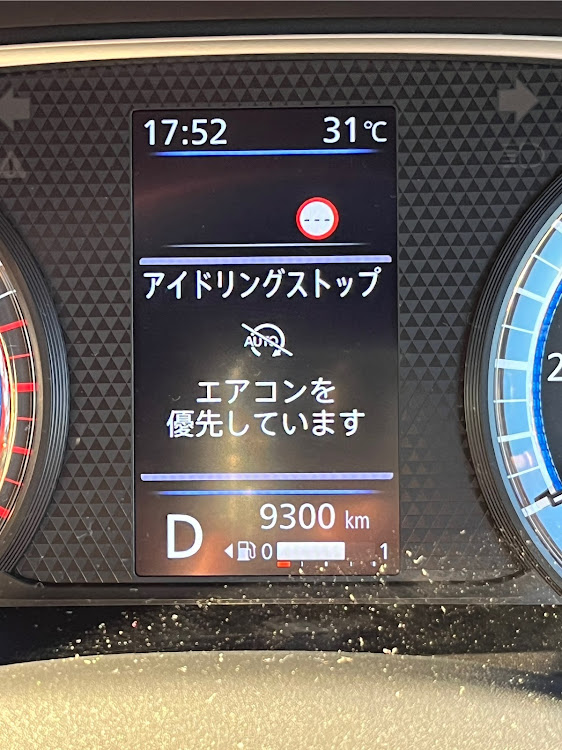 17:52 31℃
---
アイドリングストップ
AUTO
エアコンを
優先しています
9300 km
D
0 1
2